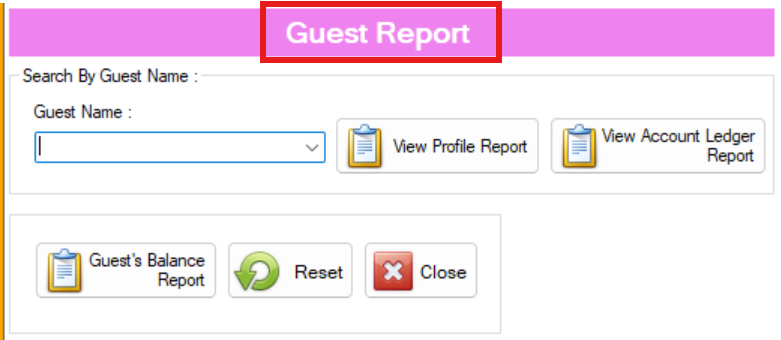 Guest Report
Search By Guest Name :
Guest Name :
View Profile Report
View Account Ledger
Report
Guest's Balance
Report
Reset
Close